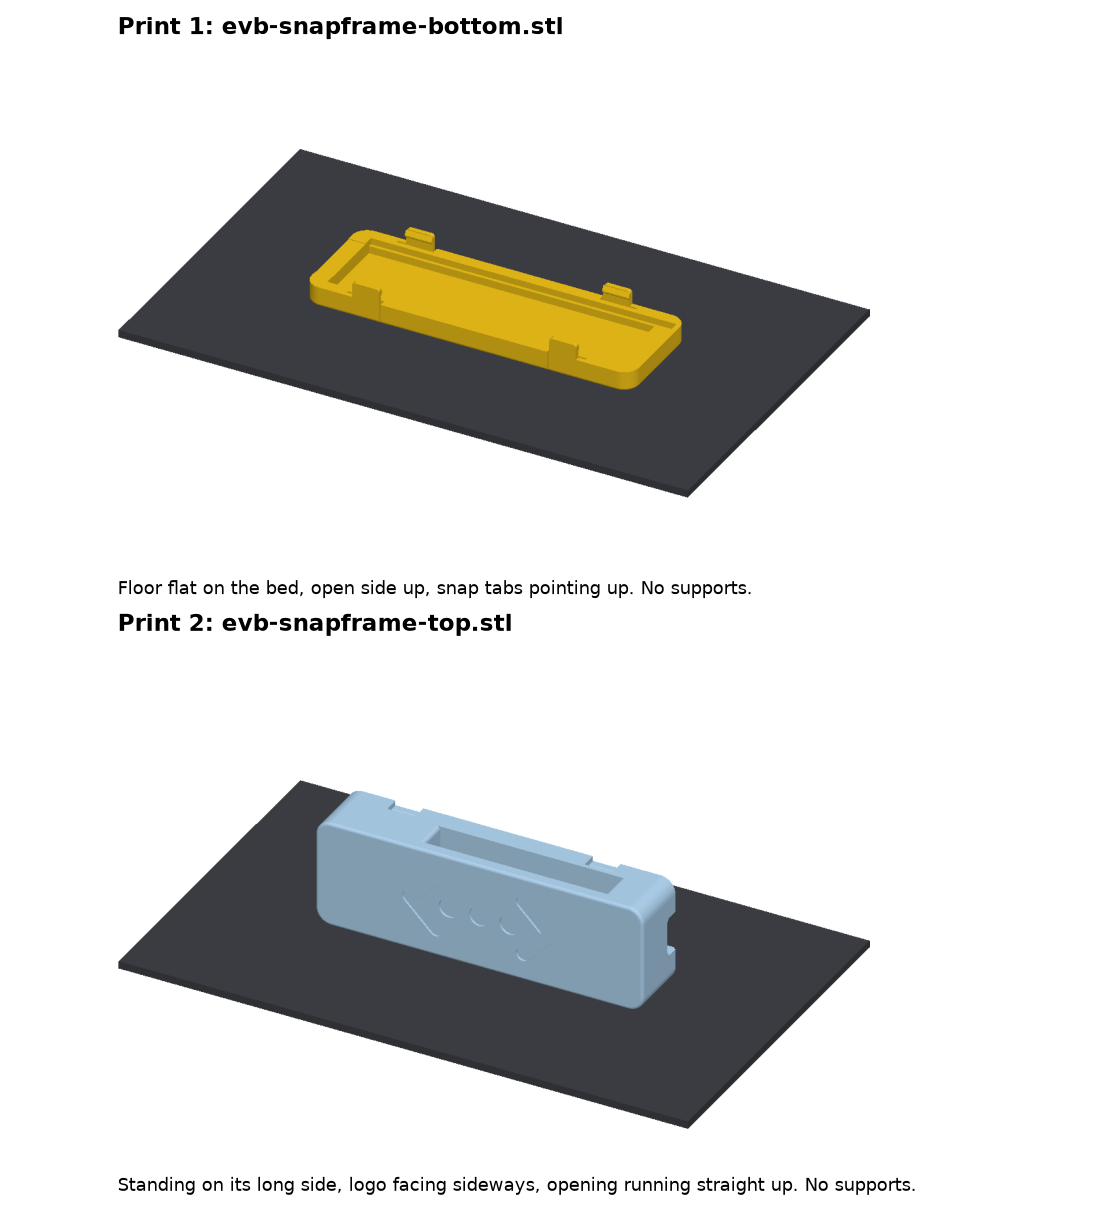 Print 1: evb-snapframe-bottom.stl
Floor flat on the bed, open side up, snap tabs pointing up. No supports.
Print 2: evb-snapframe-top.stl
Standing on its long side, logo facing sideways, opening running straight up. No supports.